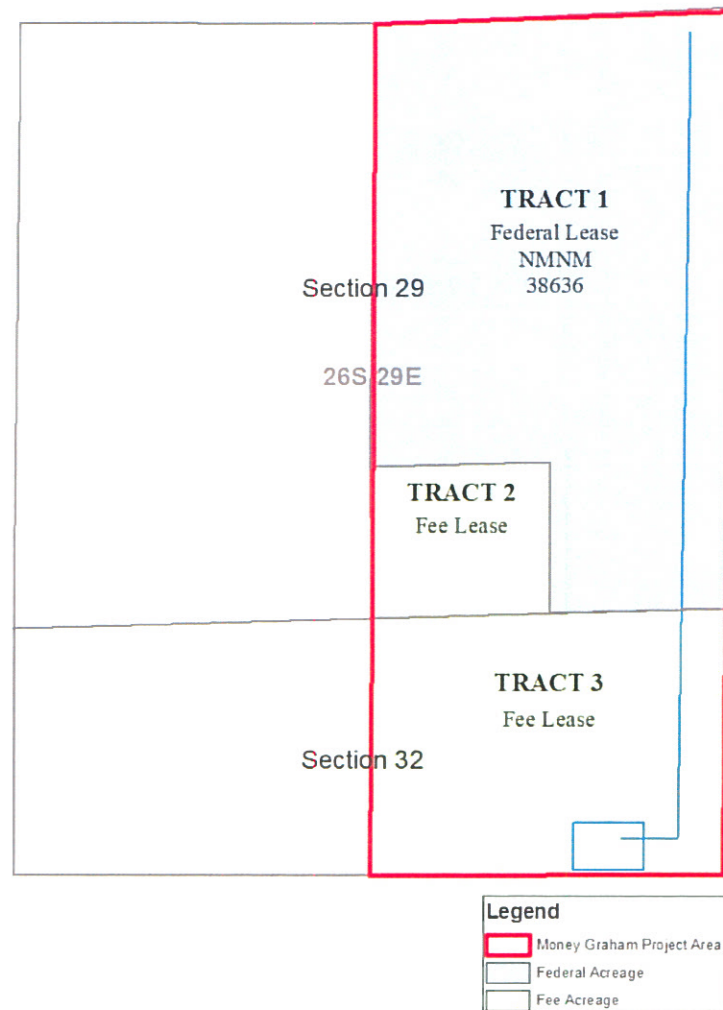 TRACT 1
Federal Lease
NMNM
38636
Section 29
26S 29E
TRACT 2
Fee Lease
TRACT 3
Fee Lease
Section 32
Legend
Money Graham Project Area
Federal Acreage
Fee Acreage